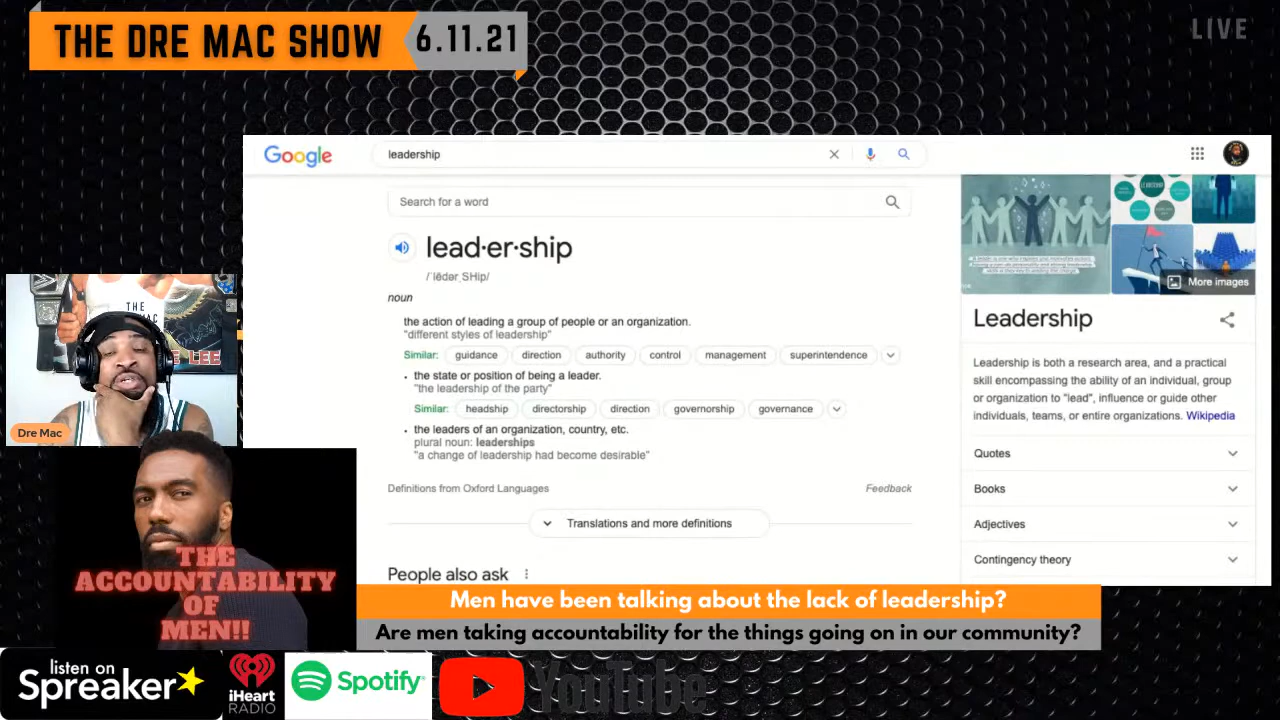 THE DRE MAC SHOW
6.11.21
LIVE
Google
leadership
Search for a word
lead·er·ship
/ˈlēdərˌSHip/
noun
the action of leading a group of people or an organization.
"different styles of leadership"
Similar: guidance direction authority control management superintendence
• the state or position of being a leader.
"the leadership of the party"
Similar: headship directorship direction governorship governance
• the leaders of an organization, country, etc.
plural noun: leaderships
"a change of leadership had become desirable"
Definitions from Oxford Languages
Feedback
Translations and more definitions
People also ask
More images
Leadership
Leadership is both a research area, and a practical
skill encompassing the ability of an individual, group
or organization to "lead", influence or guide other
individuals, teams, or entire organizations. Wikipedia
Quotes
Books
Adjectives
Contingency theory
THE
LEE
Dre Mac
THE
ACCOUNTABILITY
OF
MEN!!
Men have been talking about the lack of leadership?
Are men taking accountability for the things going on in our community?
listen on
Spreaker
iHeart
RADIO
Spotify
YouTube